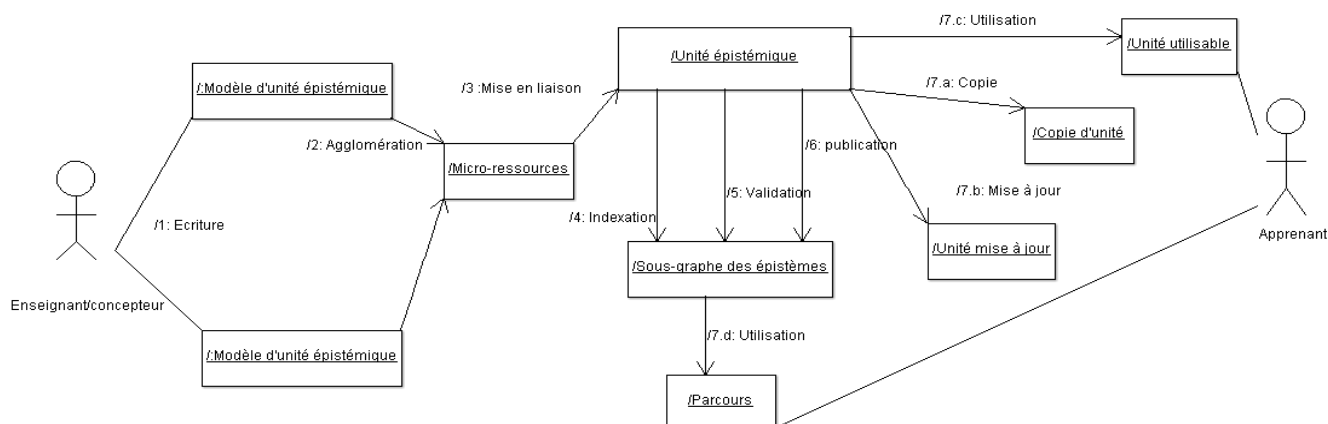 /7.c: Utilisation
/Unité épistémique
/Unité utilisable
/:Modèle d'unité épistémique
/3 :Mise en liaison
/7.a: Copie
/Copie d'unité
/2: Agglomération
/6: publication
/Micro-ressources
/5: Validation
/7.b: Mise à jour
/4: Indexation
/1: Ecriture
Apprenant
/Unité mise à jour
/Sous-graphe des épistèmes
Enseignant/concepteur
/7.d: Utilisation
/:Modèle d'unité épistémique
/Parcours